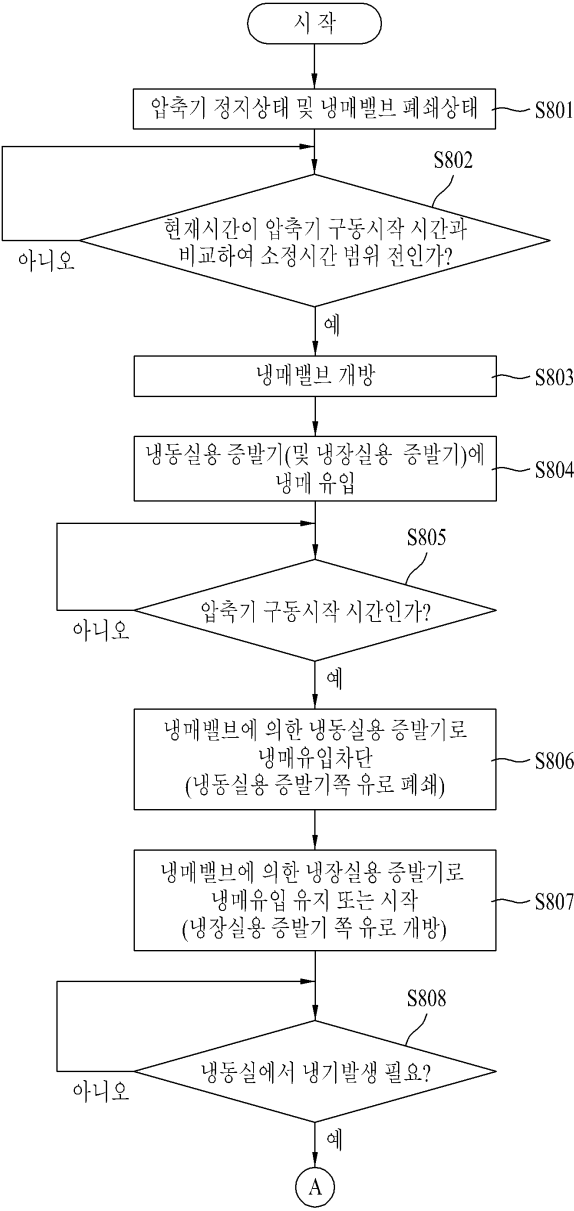 시 작
압축기 정지상태 및 냉매밸브 폐쇄상태
S801
S802
현재시간이 압축기 구동시작 시간과
비교하여 소정시간 범위 전인가?
아니오
예
냉매밸브 개방
S803
냉동실용 증발기(및 냉장실용 증발기)에
냉매 유입
S804
S805
압축기 구동시작 시간인가?
아니오
예
냉매밸브에 의한 냉동실용 증발기로
냉매유입차단
(냉동실용 증발기쪽 유로 폐쇄)
S806
냉매밸브에 의한 냉장실용 증발기로
냉매유입 유지 또는 시작
(냉장실용 증발기 쪽 유로 개방)
S807
S808
냉동실에서 냉기발생 필요?
아니오
예
A